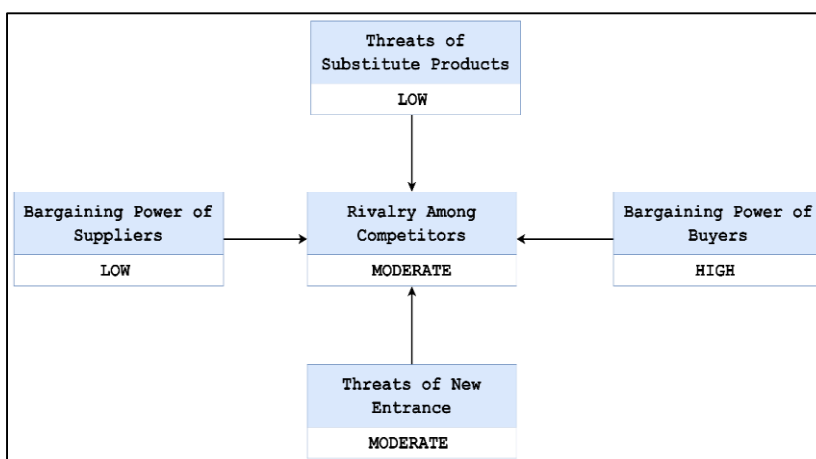 Threats of
Substitute Products
LOW
Bargaining Power of
Suppliers
LOW
Rivalry Among
Competitors
MODERATE
Bargaining Power of
Buyers
HIGH
Threats of New
Entrance
MODERATE